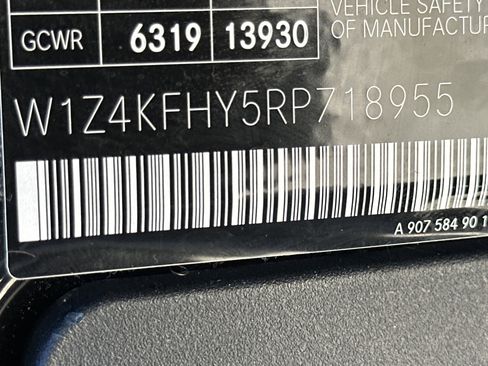 VEHICLE SAFETY
OF MANUFACTUR
GCWR 6319 13930
W1Z4KFHY5RP718955
A 907 584 90 1